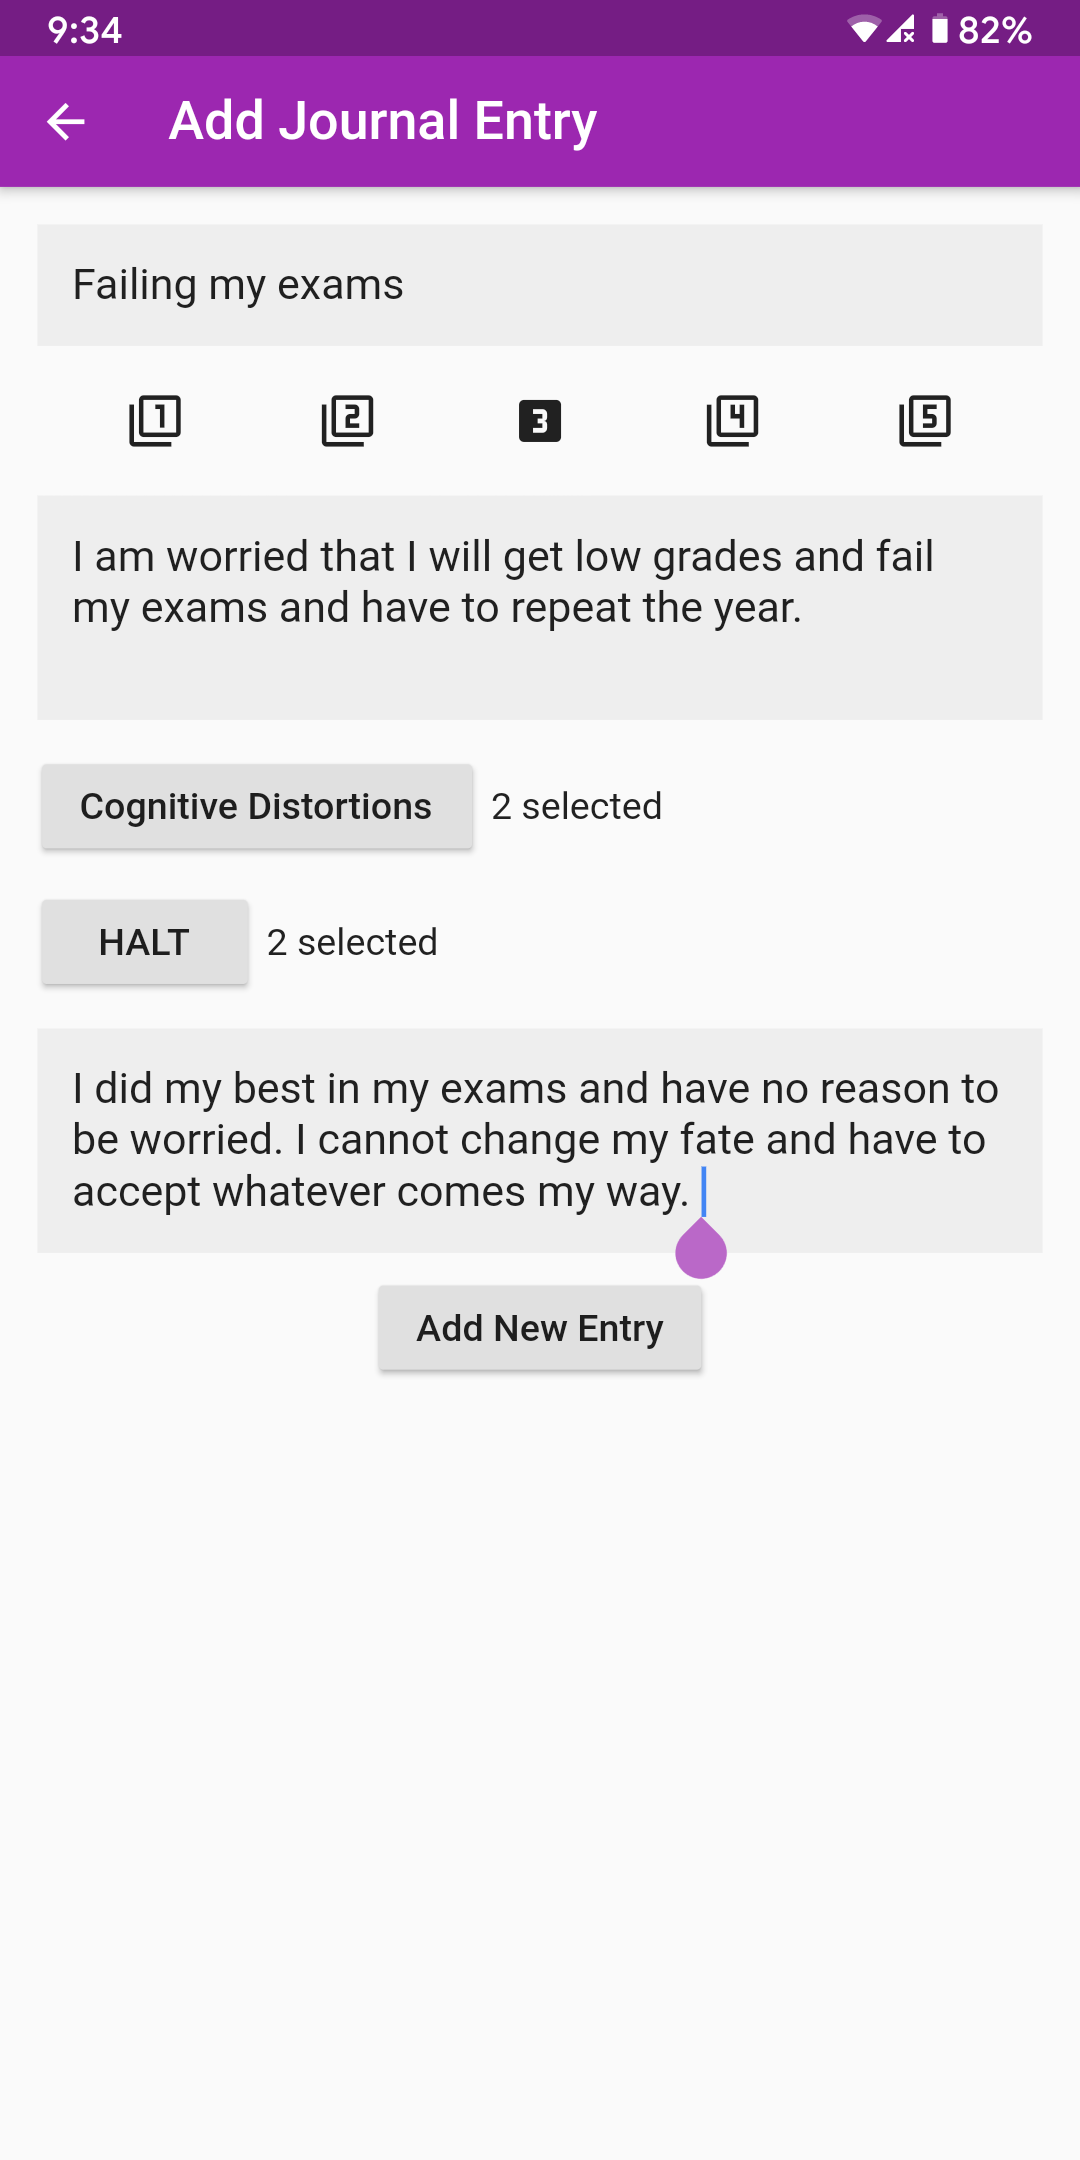 9:34 82%
Add Journal Entry
Failing my exams
1 2 3 4 5
I am worried that I will get low grades and fail
my exams and have to repeat the year.
Cognitive Distortions 2 selected
HALT 2 selected
I did my best in my exams and have no reason to
be worried. I cannot change my fate and have to
accept whatever comes my way.
Add New Entry